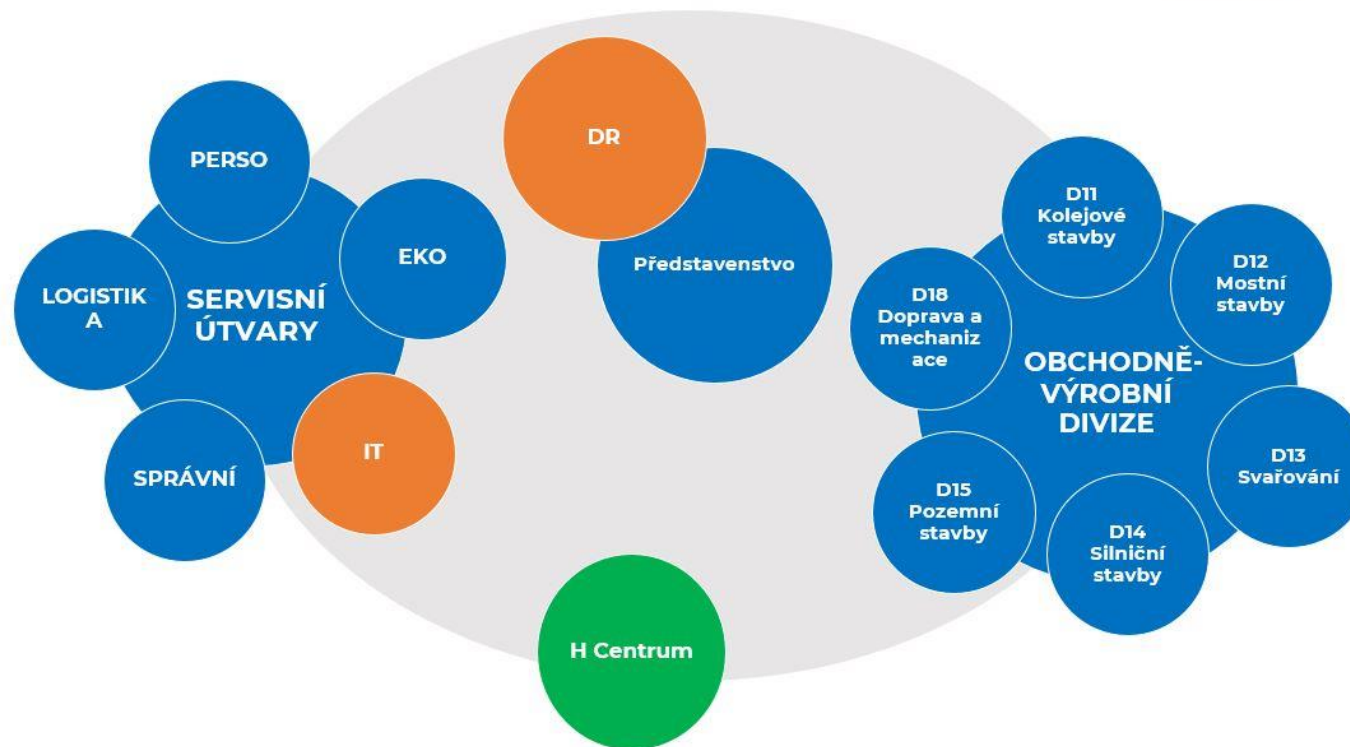 DR
Představenstvo
PERSO
EKO
LOGISTIK
A
SERVISNÍ
ÚTVARY
IT
SPRÁVNÍ
H Centrum
D11
Kolejové
stavby
D12
Mostní
stavby
D18
Doprava a
mechaniz
ace
OBCHODNĚ-
VÝROBNÍ
DIVIZE
D13
Svařování
D15
Pozemní
stavby
D14
Silniční
stavby